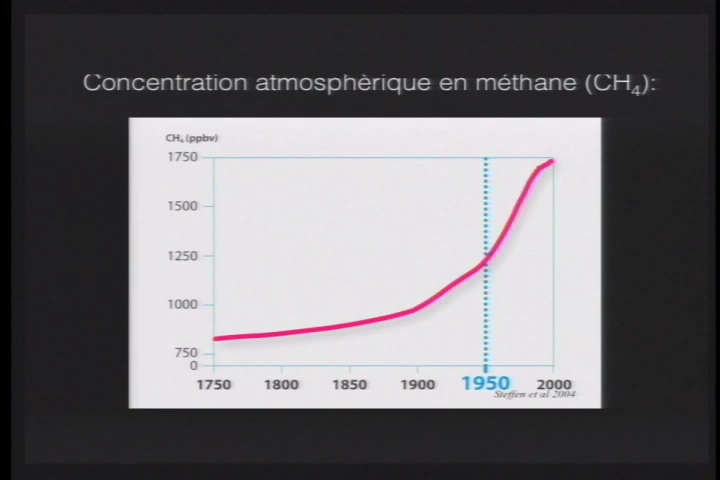 Concentration atmosphèrique en méthane (CH₄):
CH₄ (ppbv)
1750
1500
1250
1000
750
0
1750 1800 1850 1900 1950 2000
Steffen et al 2004